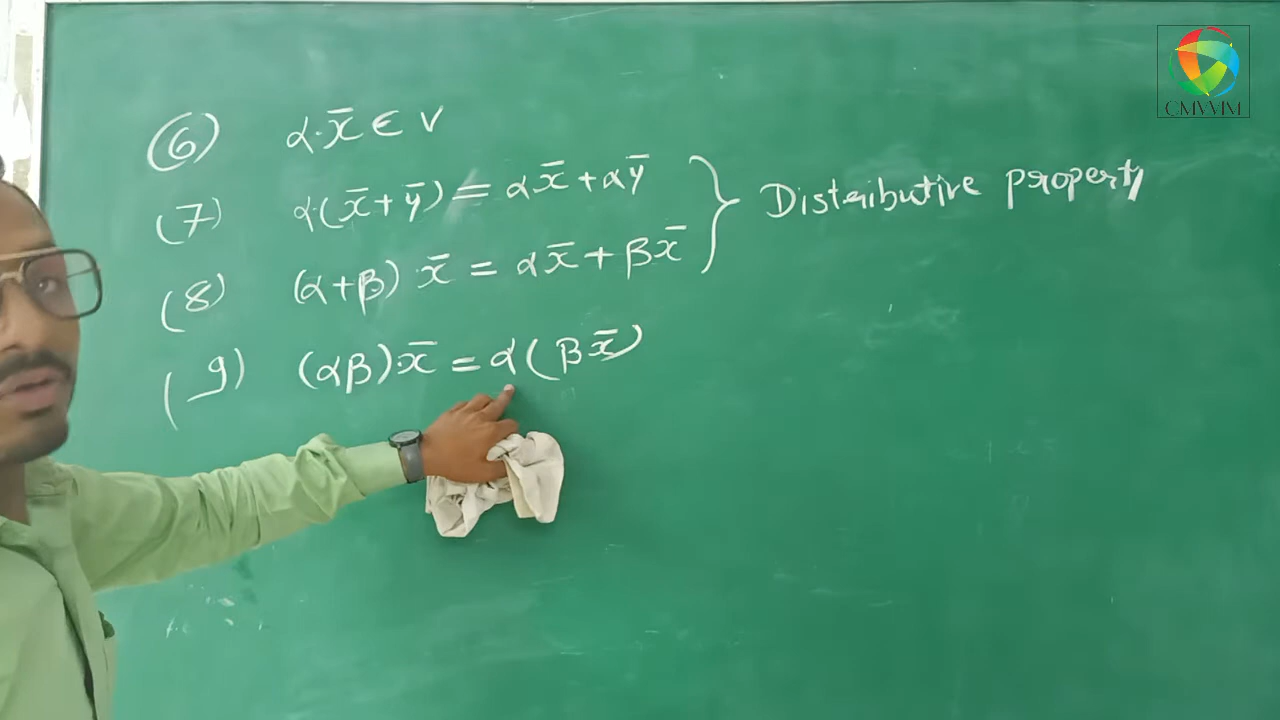 CMVVIM
(6) α·x̄ ∈ V
(7) α(x̄+ȳ) = αx̄ + αȳ
(8) (α+β)·x̄ = αx̄ + βx̄
} Distributive property
(9) (αβ)·x̄ = α(βx̄)